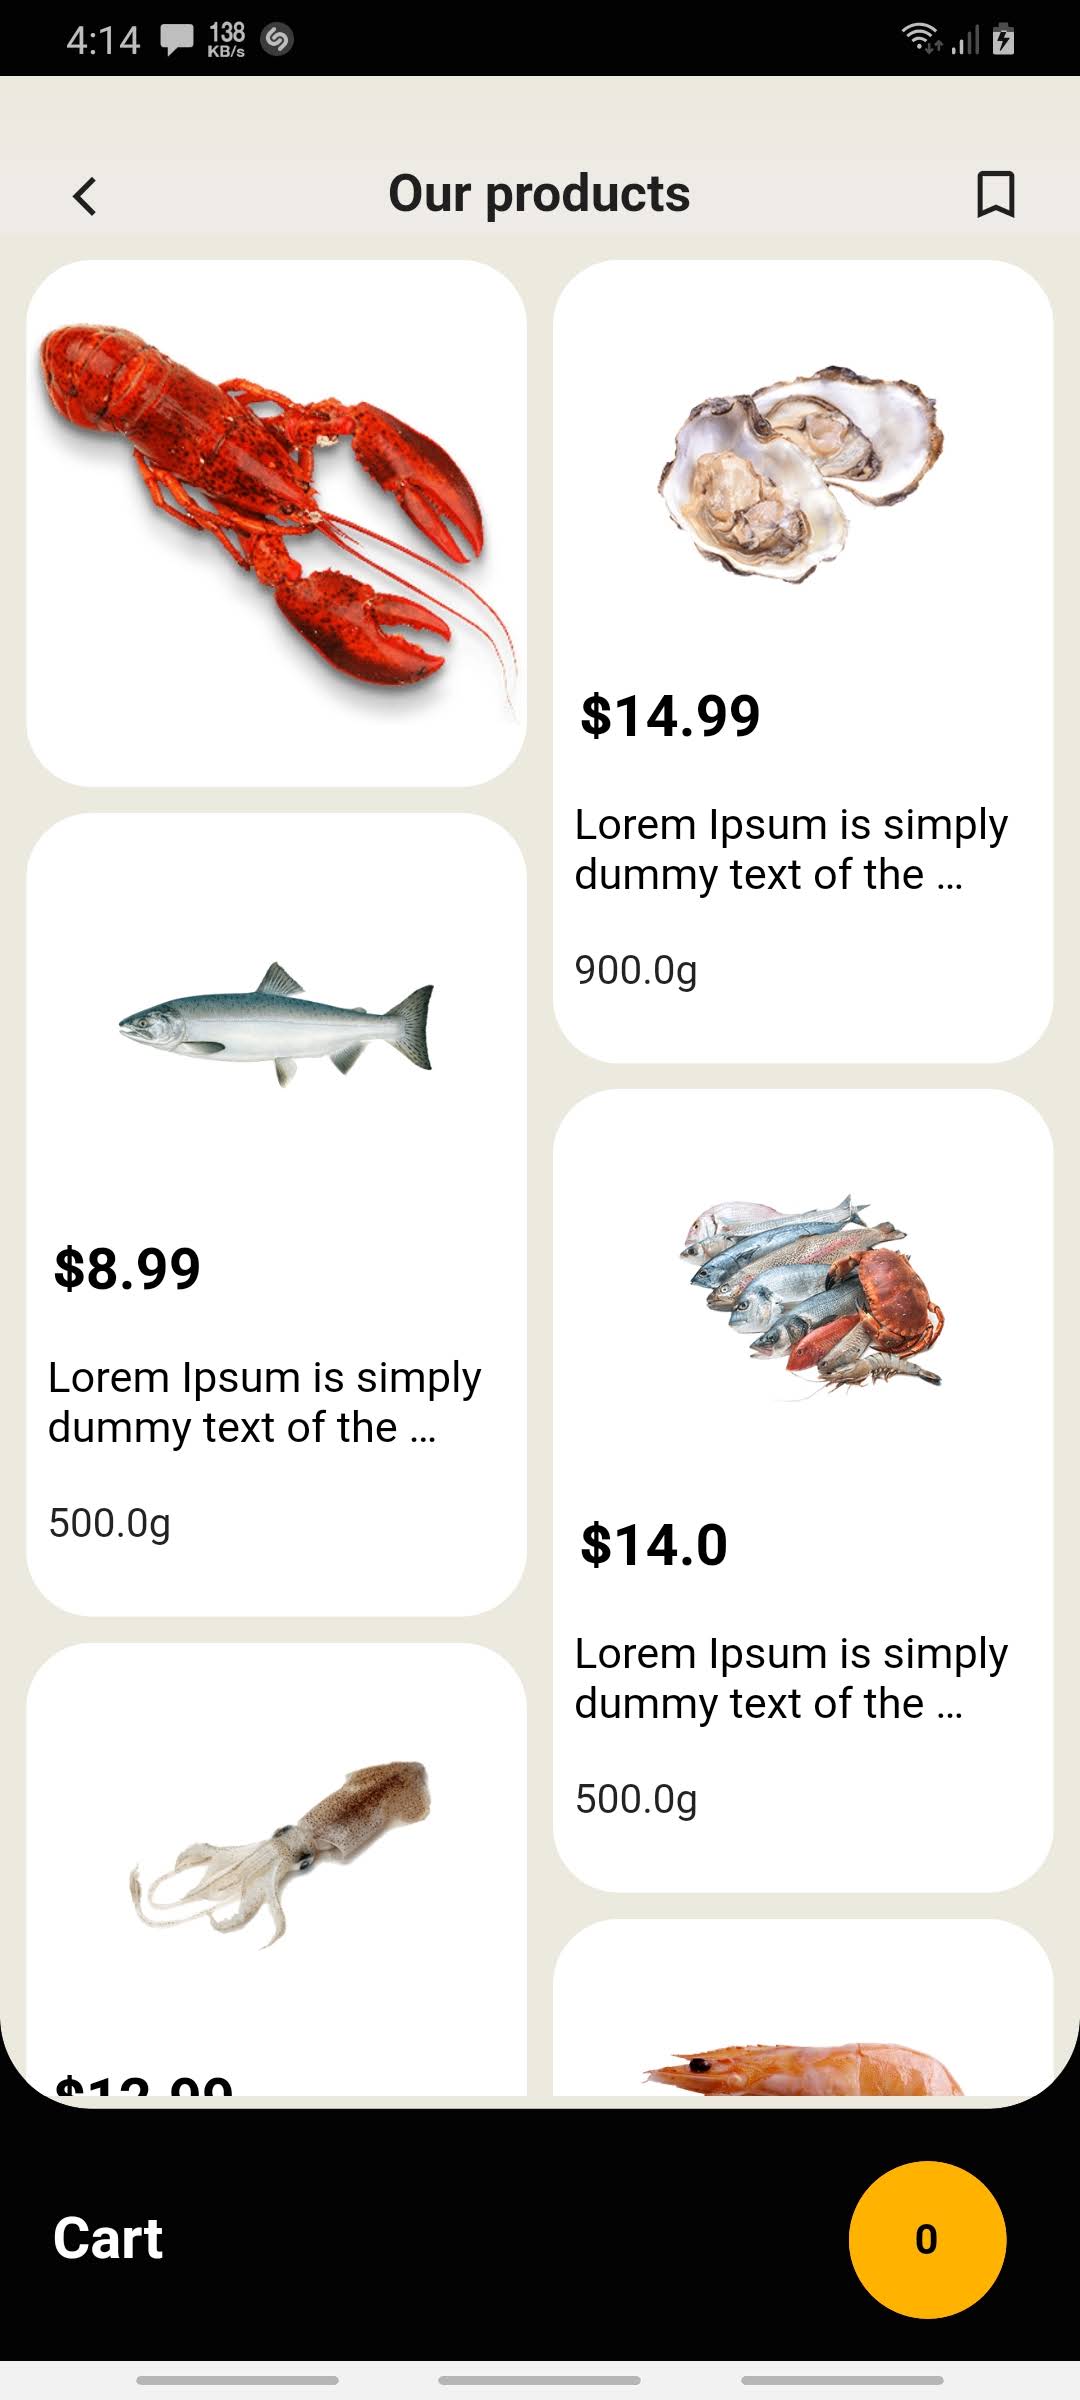 4:14
138
KB/s
Our products
$14.99
Lorem Ipsum is simply
dummy text of the ...
900.0g
$8.99
Lorem Ipsum is simply
dummy text of the ...
500.0g
$14.0
Lorem Ipsum is simply
dummy text of the ...
500.0g
Cart
0